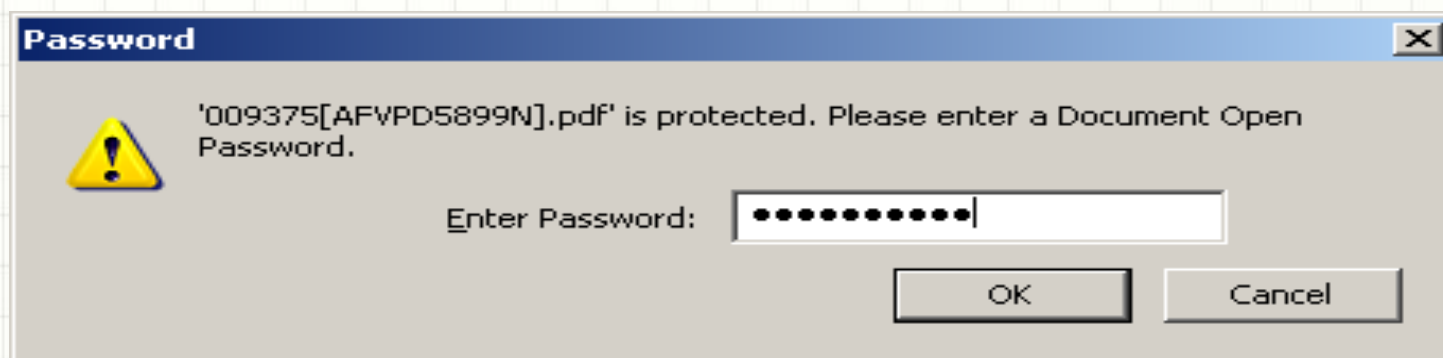 Password
'009375[AFVPD5899N].pdf' is protected. Please enter a Document Open
Password.
Enter Password: ●●●●●●●●●●
OK Cancel